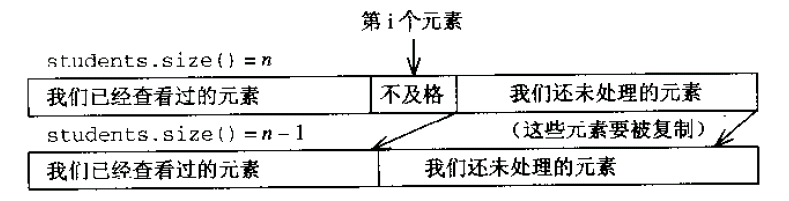 第 i 个元素
students.size() = n
我们已经查看过的元素 不及格 我们还未处理的元素
students.size() = n - 1 （这些元素要被复制）
我们已经查看过的元素 我们还未处理的元素